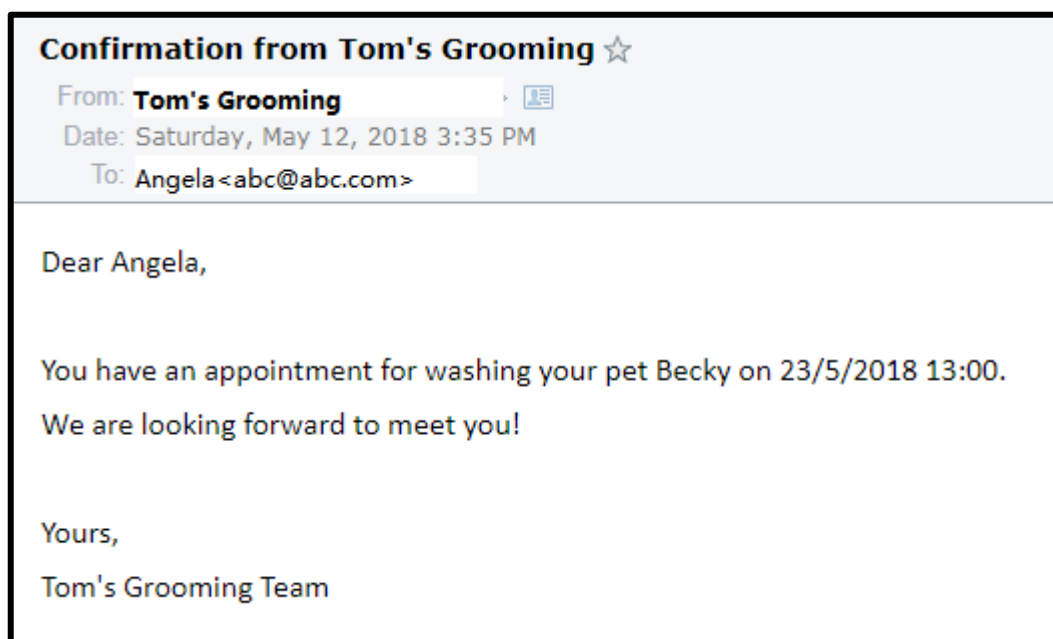 Confirmation from Tom's Grooming
From: Tom's Grooming
Date: Saturday, May 12, 2018 3:35 PM
To: Angela<abc@abc.com>
Dear Angela,
You have an appointment for washing your pet Becky on 23/5/2018 13:00.
We are looking forward to meet you!
Yours,
Tom's Grooming Team